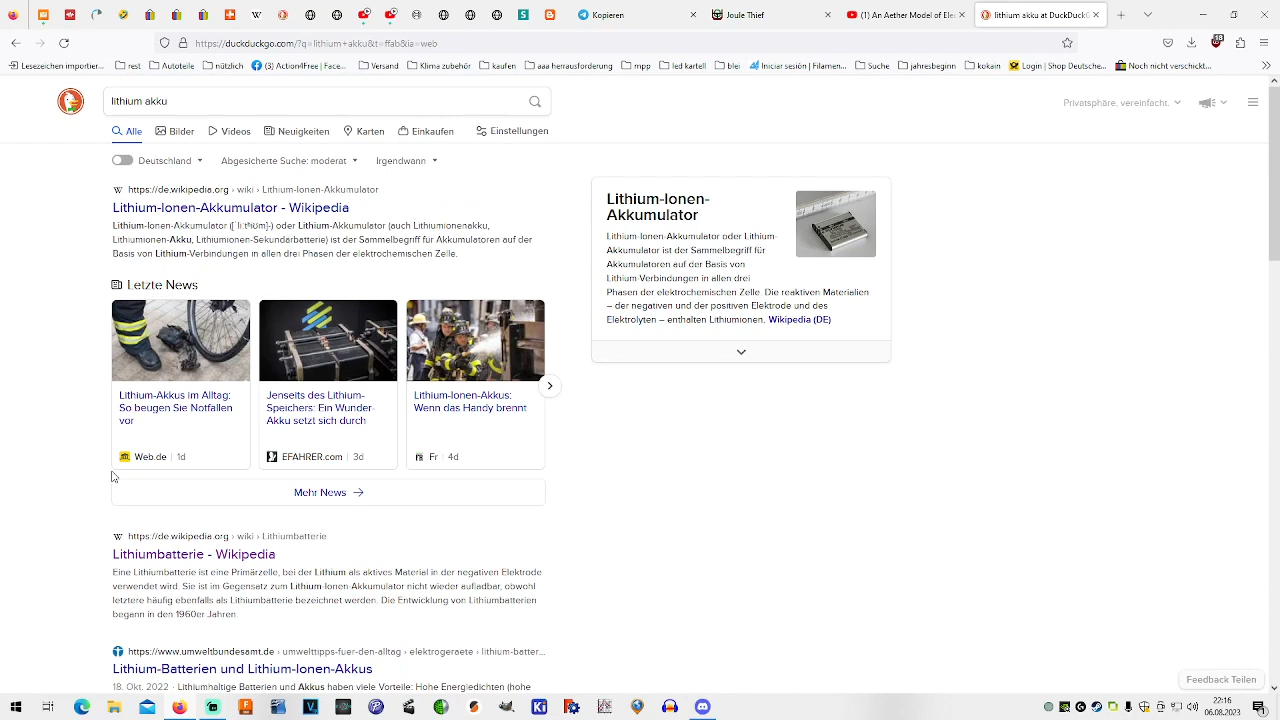 Kopieren
Joule Thief
(1) An Aether Model of Ele
lithium akku at DuckDuckG
https://duckduckgo.com/?q=lithium+akku&t=ffab&ia=web
Lesezeichen importier...
rest
Autoteile
nützlich
(3) Action4Free | Face...
Versand
Klima zubehör
kaufen
aaa herausforderung
mpp
led kartell
blei
Iniciar sesión | Filamen...
Suche
jahresbeginn
kokain
Login | Shop Deutsche...
Noch nicht verschickt...
lithium akku
Privatsphäre, vereinfacht.
Alle
Bilder
Videos
Neuigkeiten
Karten
Einkaufen
Einstellungen
Deutschland
Abgesicherte Suche: moderat
Irgendwann
https://de.wikipedia.org › wiki › Lithium-Ionen-Akkumulator
Lithium-Ionen-Akkumulator - Wikipedia
Lithium-Ionen-Akkumulator ([ˈliːtiʊ̯m]-) oder Lithium-Akkumulator (auch Lithiumionenakku,
Lithiumionen-Akku, Lithiumionen-Sekundärbatterie) ist der Sammelbegriff für Akkumulatoren auf der
Basis von Lithium-Verbindungen in allen drei Phasen der elektrochemischen Zelle.
Letzte News
Lithium-Akkus im Alltag:
So beugen Sie Notfällen
vor
Web.de | 1d
Jenseits des Lithium-
Speichers: Ein Wunder-
Akku setzt sich durch
EFAHRER.com | 3d
Lithium-Ionen-Akkus:
Wenn das Handy brennt
Fr | 4d
Mehr News
https://de.wikipedia.org › wiki › Lithiumbatterie
Lithiumbatterie - Wikipedia
Eine Lithiumbatterie ist eine Primärzelle, bei der Lithium als aktives Material in der negativen Elektrode
verwendet wird. Sie ist im Gegensatz zum Lithium-Ionen-Akkumulator nicht wieder aufladbar, obwohl
letztere häufig ebenfalls als Lithiumbatterie bezeichnet werden. Die Entwicklung von Lithiumbatterien
begann in den 1960er Jahren.
https://www.umweltbundesamt.de › umwelttipps-fuer-den-alltag › elektrogeraete › lithium-batter...
Lithium-Batterien und Lithium-Ionen-Akkus
18. Okt. 2022 · Lithiumhaltige Batterien und Akkus haben viele Vorteile: Hohe Energiedichten (hohe
Lithium-Ionen-
Akkumulator
Lithium-Ionen-Akkumulator oder Lithium-
Akkumulator ist der Sammelbegriff für
Akkumulatoren auf der Basis von
Lithium-Verbindungen in allen drei
Phasen der elektrochemischen Zelle. Die reaktiven Materialien
– der negativen und der positiven Elektrode und des
Elektrolyten – enthalten Lithiumionen. Wikipedia (DE)
Feedback Teilen
22:16
06.08.2023